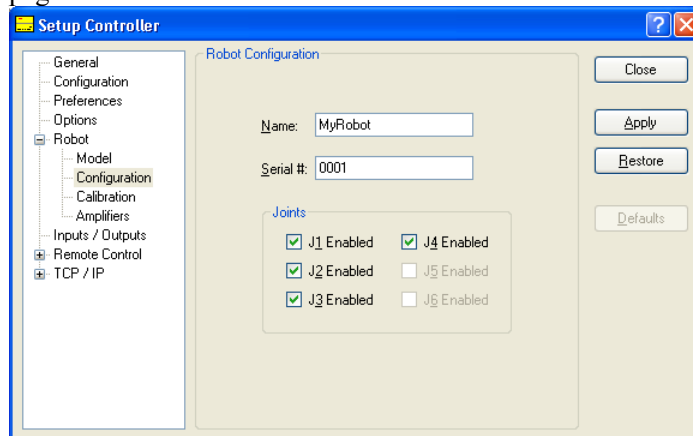 Setup Controller
General
Configuration
Preferences
Options
Robot
Model
Configuration
Calibration
Amplifiers
Inputs / Outputs
Remote Control
TCP / IP
Robot Configuration
Name: MyRobot
Serial #: 0001
Joints
J1 Enabled J4 Enabled
J2 Enabled J5 Enabled
J3 Enabled J6 Enabled
Close
Apply
Restore
Defaults